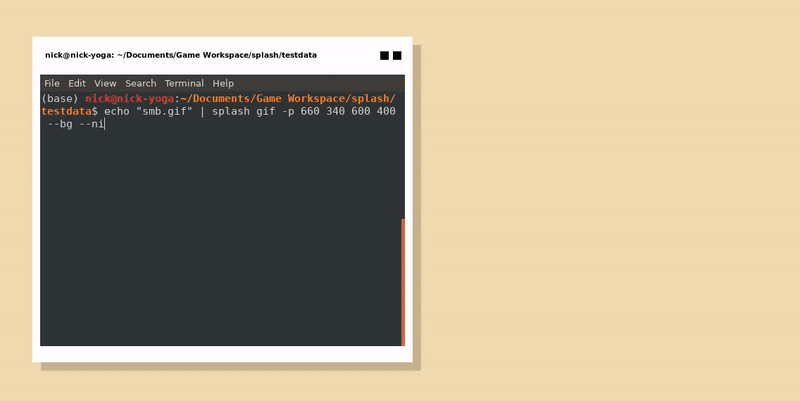 nick@nick-yoga: ~/Documents/Game Workspace/splash/testdata
File Edit View Search Terminal Help
(base) nick@nick-yoga:~/Documents/Game Workspace/splash/
testdata$ echo "smb.gif" | splash gif -p 660 340 600 400
--bg --ni